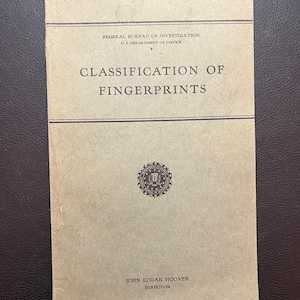 FEDERAL BUREAU OF INVESTIGATION
U. S. DEPARTMENT OF JUSTICE
CLASSIFICATION OF
FINGERPRINTS
JOHN EDGAR HOOVER
DIRECTOR